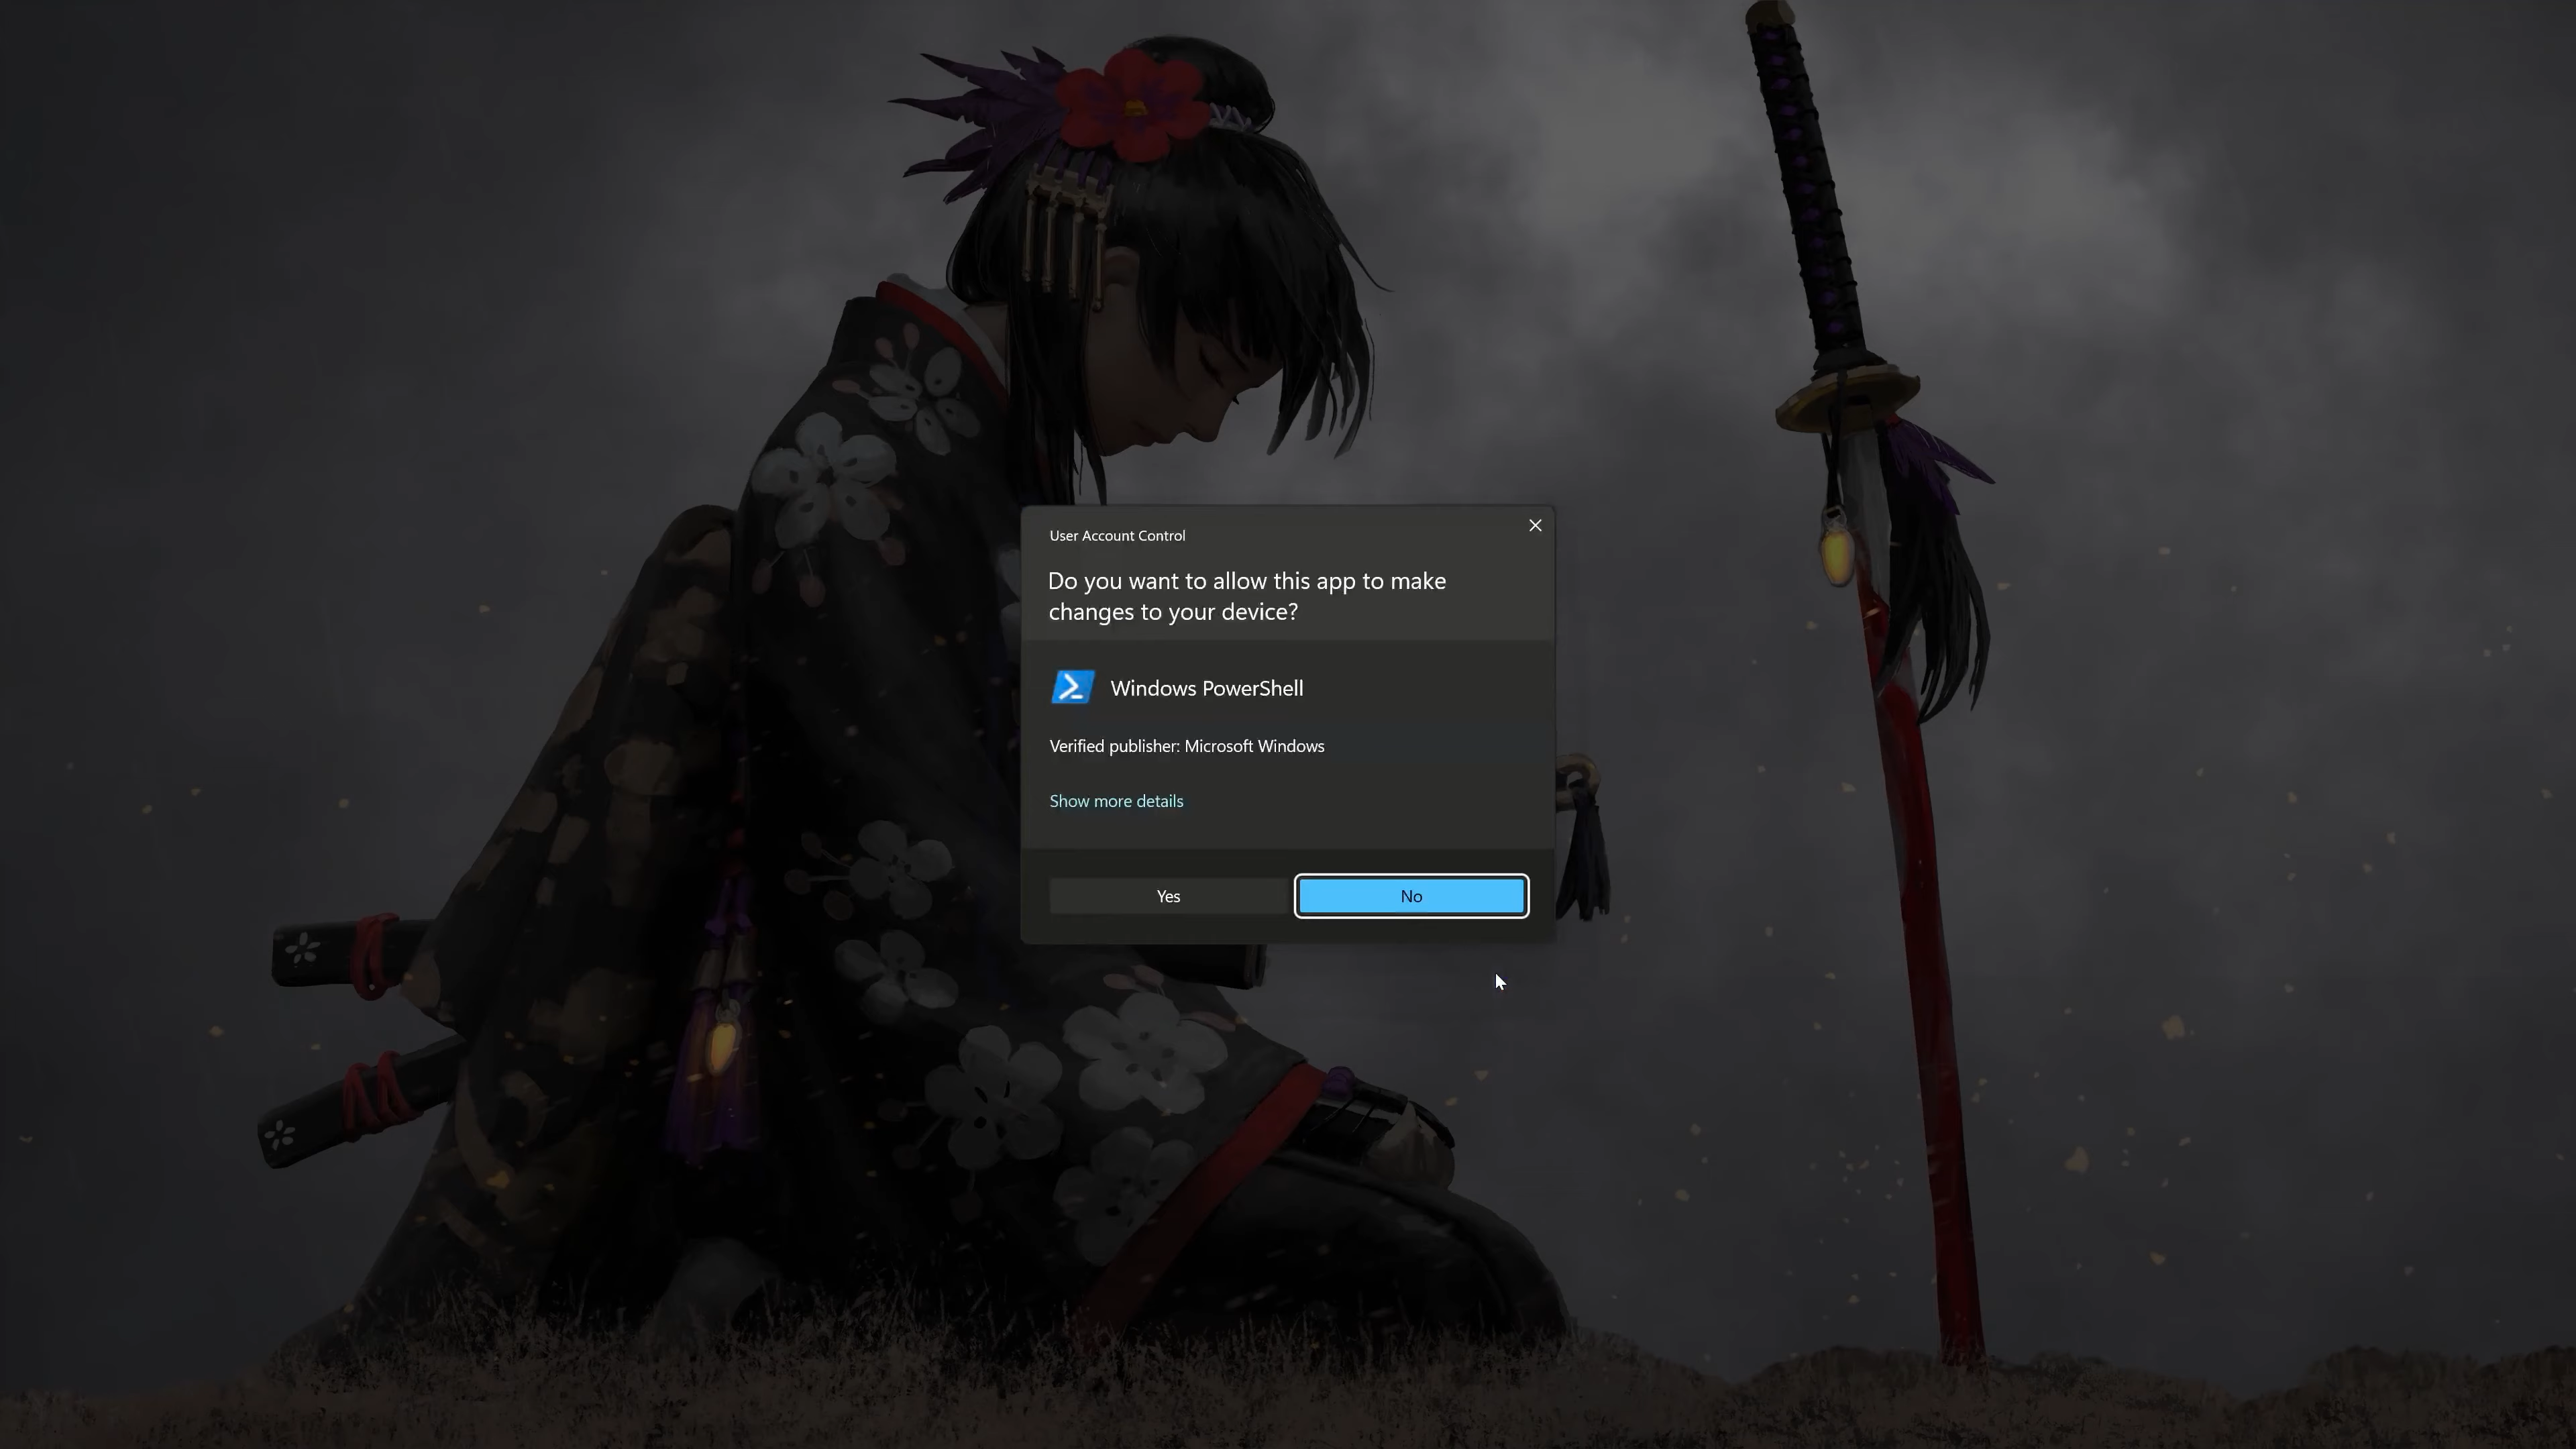 User Account Control
Do you want to allow this app to make
changes to your device?
Windows PowerShell
Verified publisher: Microsoft Windows
Show more details
Yes
No